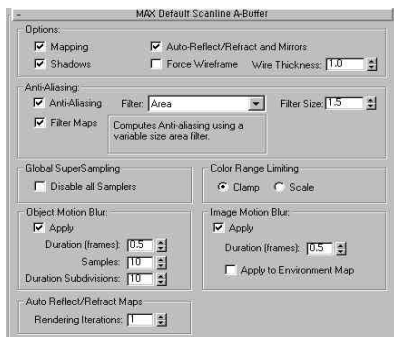 - MAX Default Scanline A-Buffer
Options:
Mapping
Auto-Reflect/Refract and Mirrors
Shadows
Force Wireframe
Wire Thickness: 1.0
Anti-Aliasing:
Anti-Aliasing
Filter: Area
Filter Size: 1.5
Filter Maps
Computes Anti-aliasing using a
variable size area filter.
Global SuperSampling
Disable all Samplers
Color Range Limiting
Clamp
Scale
Object Motion Blur:
Apply
Duration (frames): 0.5
Samples: 10
Duration Subdivisions: 10
Image Motion Blur:
Apply
Duration (frames): 0.5
Apply to Environment Map
Auto Reflect/Refract Maps
Rendering Iterations: 1